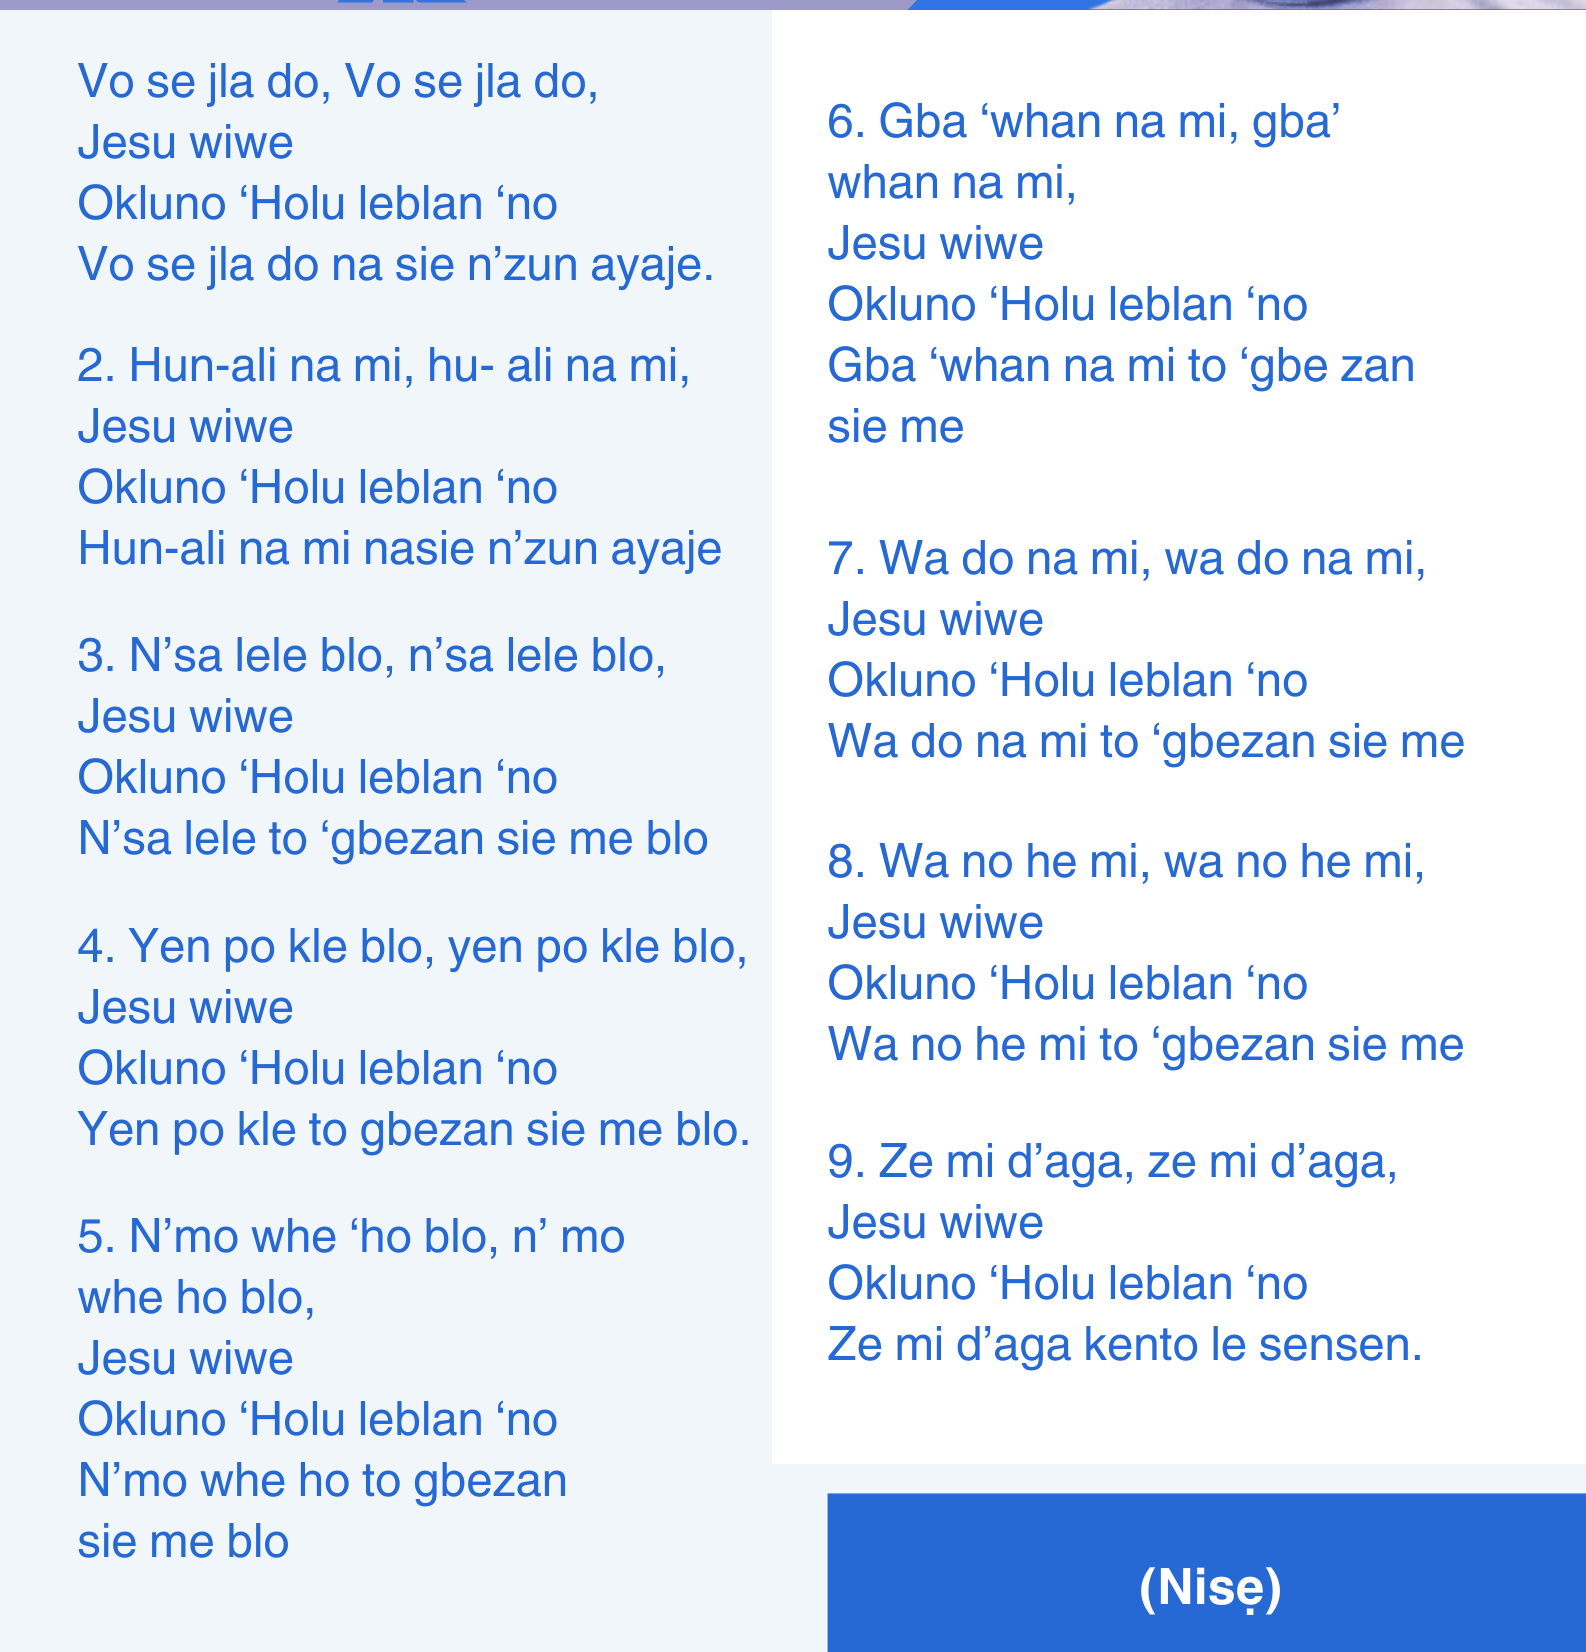 Vo se jla do, Vo se jla do,
Jesu wiwe
Okluno ‘Holu leblan ‘no
Vo se jla do na sie n’zun ayaje.
2. Hun-ali na mi, hu- ali na mi,
Jesu wiwe
Okluno ‘Holu leblan ‘no
Hun-ali na mi nasie n’zun ayaje
3. N’sa lele blo, n’sa lele blo,
Jesu wiwe
Okluno ‘Holu leblan ‘no
N’sa lele to ‘gbezan sie me blo
4. Yen po kle blo, yen po kle blo,
Jesu wiwe
Okluno ‘Holu leblan ‘no
Yen po kle to gbezan sie me blo.
5. N’mo whe ‘ho blo, n’ mo
whe ho blo,
Jesu wiwe
Okluno ‘Holu leblan ‘no
N’mo whe ho to gbezan
sie me blo
6. Gba ‘whan na mi, gba’
whan na mi,
Jesu wiwe
Okluno ‘Holu leblan ‘no
Gba ‘whan na mi to ‘gbe zan
sie me
7. Wa do na mi, wa do na mi,
Jesu wiwe
Okluno ‘Holu leblan ‘no
Wa do na mi to ‘gbezan sie me
8. Wa no he mi, wa no he mi,
Jesu wiwe
Okluno ‘Holu leblan ‘no
Wa no he mi to ‘gbezan sie me
9. Ze mi d’aga, ze mi d’aga,
Jesu wiwe
Okluno ‘Holu leblan ‘no
Ze mi d’aga kento le sensen.
(Nisẹ)